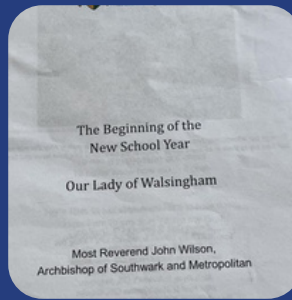 The Beginning of the
New School Year
Our Lady of Walsingham
Most Reverend John Wilson,
Archbishop of Southwark and Metropolitan